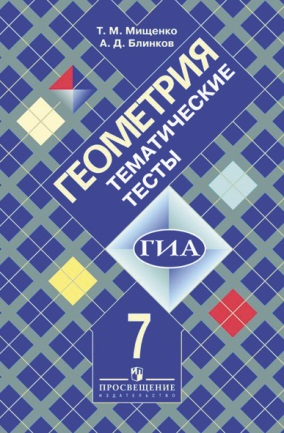 Т. М. Мищенко
А. Д. Блинков
ГЕОМЕТРИЯ
ТЕМАТИЧЕСКИЕ
ТЕСТЫ
ГИА
7
ПРОСВЕЩЕНИЕ
ИЗДАТЕЛЬСТВО